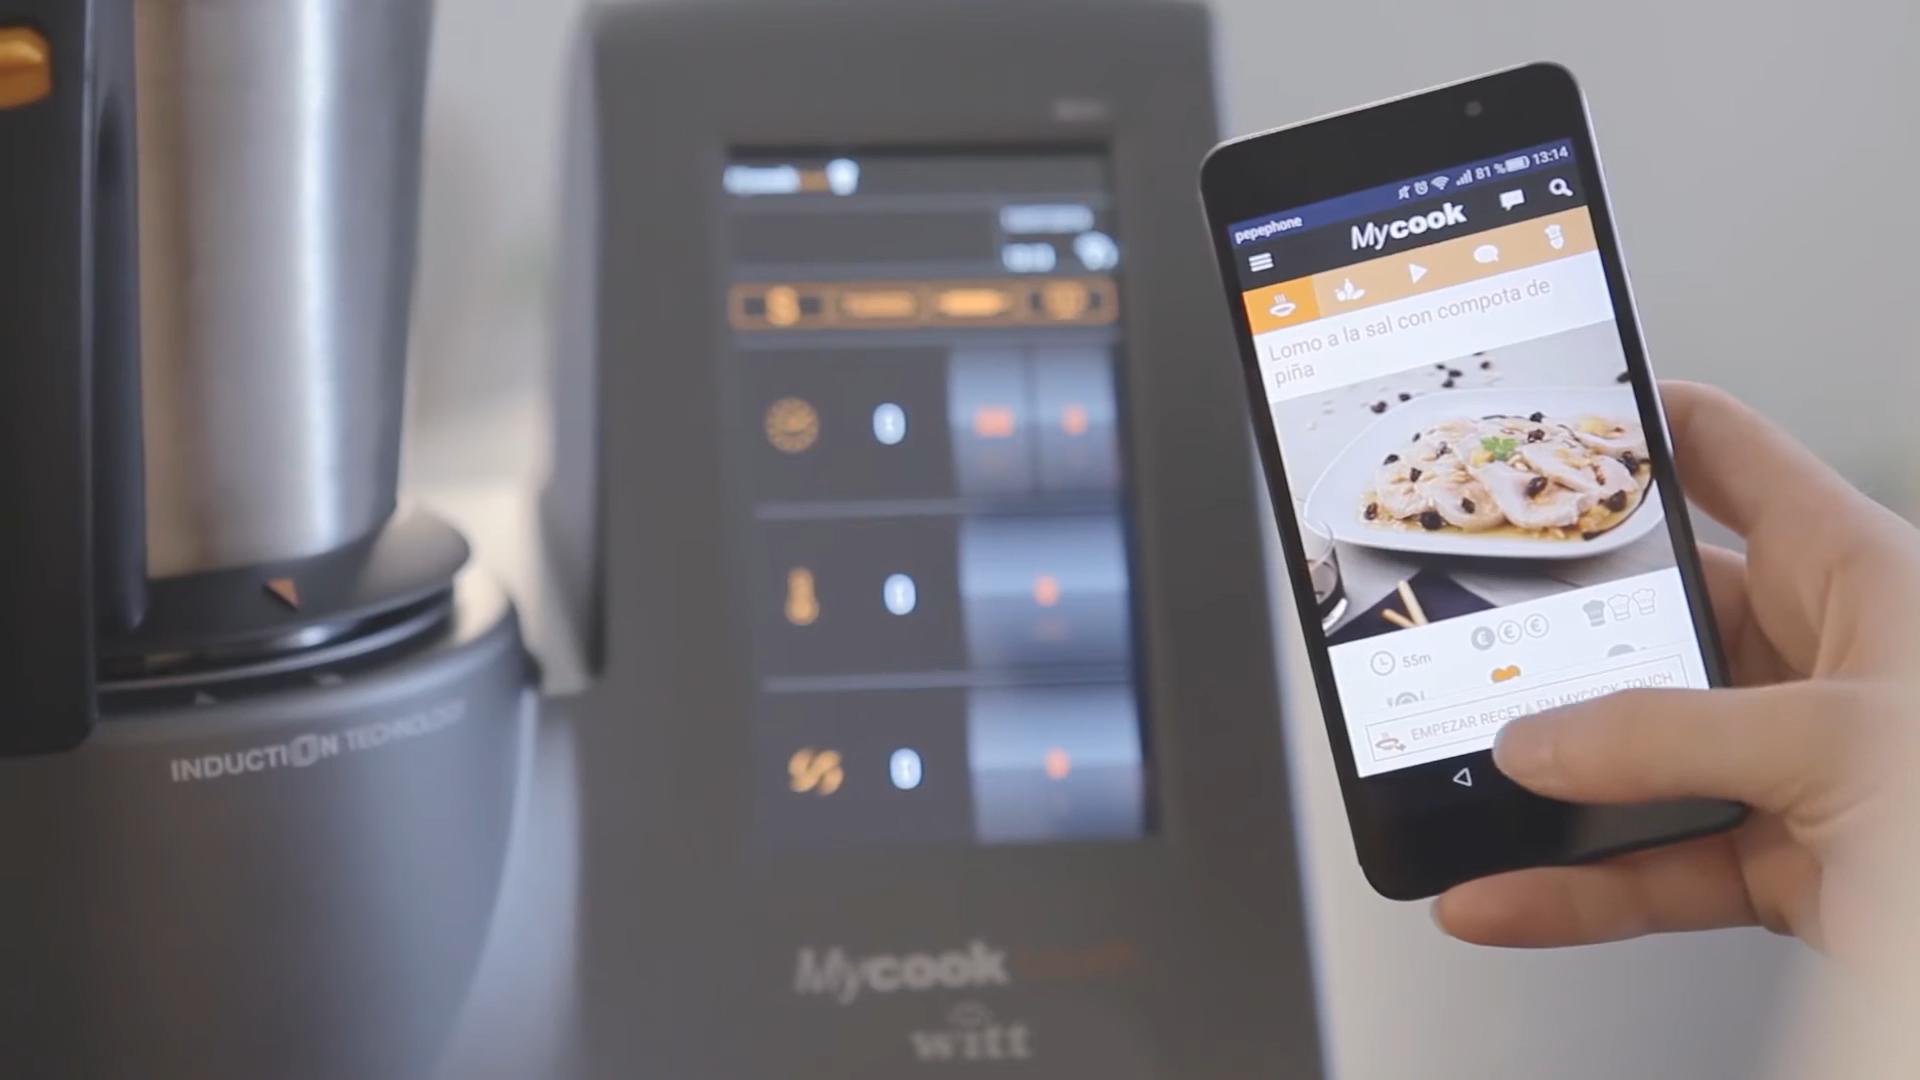 INDUCTION TECHNOLOGY
Mycook
witt
pepephone
81 % 13:14
Mycook
Lomo a la sal con compota de
piña
55m
€ € €
EMPEZAR RECETA EN MYCOOK TOUCH